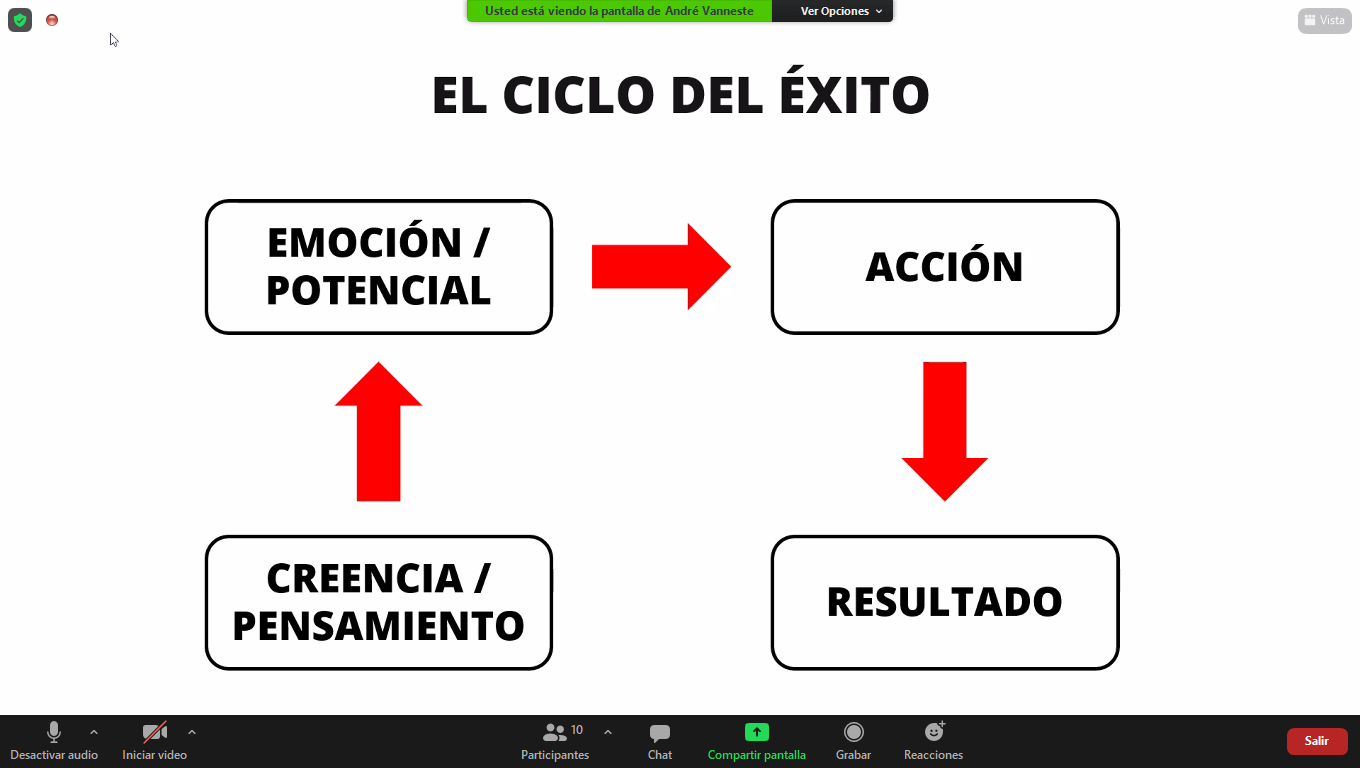 Usted está viendo la pantalla de André Vanneste
Ver Opciones
Vista
EL CICLO DEL ÉXITO
EMOCIÓN /
POTENCIAL
ACCIÓN
CREENCIA /
PENSAMIENTO
RESULTADO
Desactivar audio
Iniciar video
10
Participantes
Chat
Compartir pantalla
Grabar
Reacciones
Salir